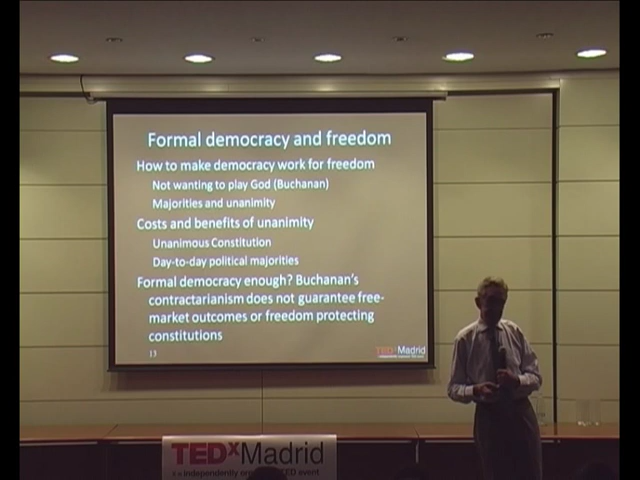 Formal democracy and freedom
How to make democracy work for freedom
Not wanting to play God (Buchanan)
Majorities and unanimity
Costs and benefits of unanimity
Unanimous Constitution
Day-to-day political majorities
Formal democracy enough? Buchanan's
contractarianism does not guarantee free-
market outcomes or freedom protecting
constitutions
13
TEDxMadrid
TEDxMadrid
x = independently TED event